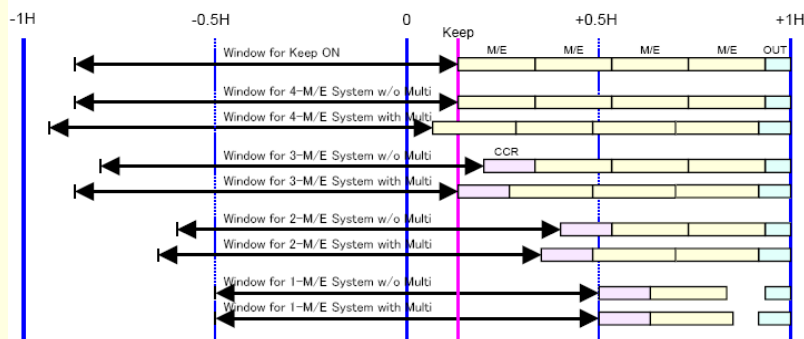 -1H -0.5H 0 +0.5H +1H
Keep
M/E M/E M/E M/E OUT
Window for Keep ON
Window for 4-M/E System w/o Multi
Window for 4-M/E System with Multi
Window for 3-M/E System w/o Multi
CCR
Window for 3-M/E System with Multi
Window for 2-M/E System w/o Multi
Window for 2-M/E System with Multi
Window for 1-M/E System w/o Multi
Window for 1-M/E System with Multi